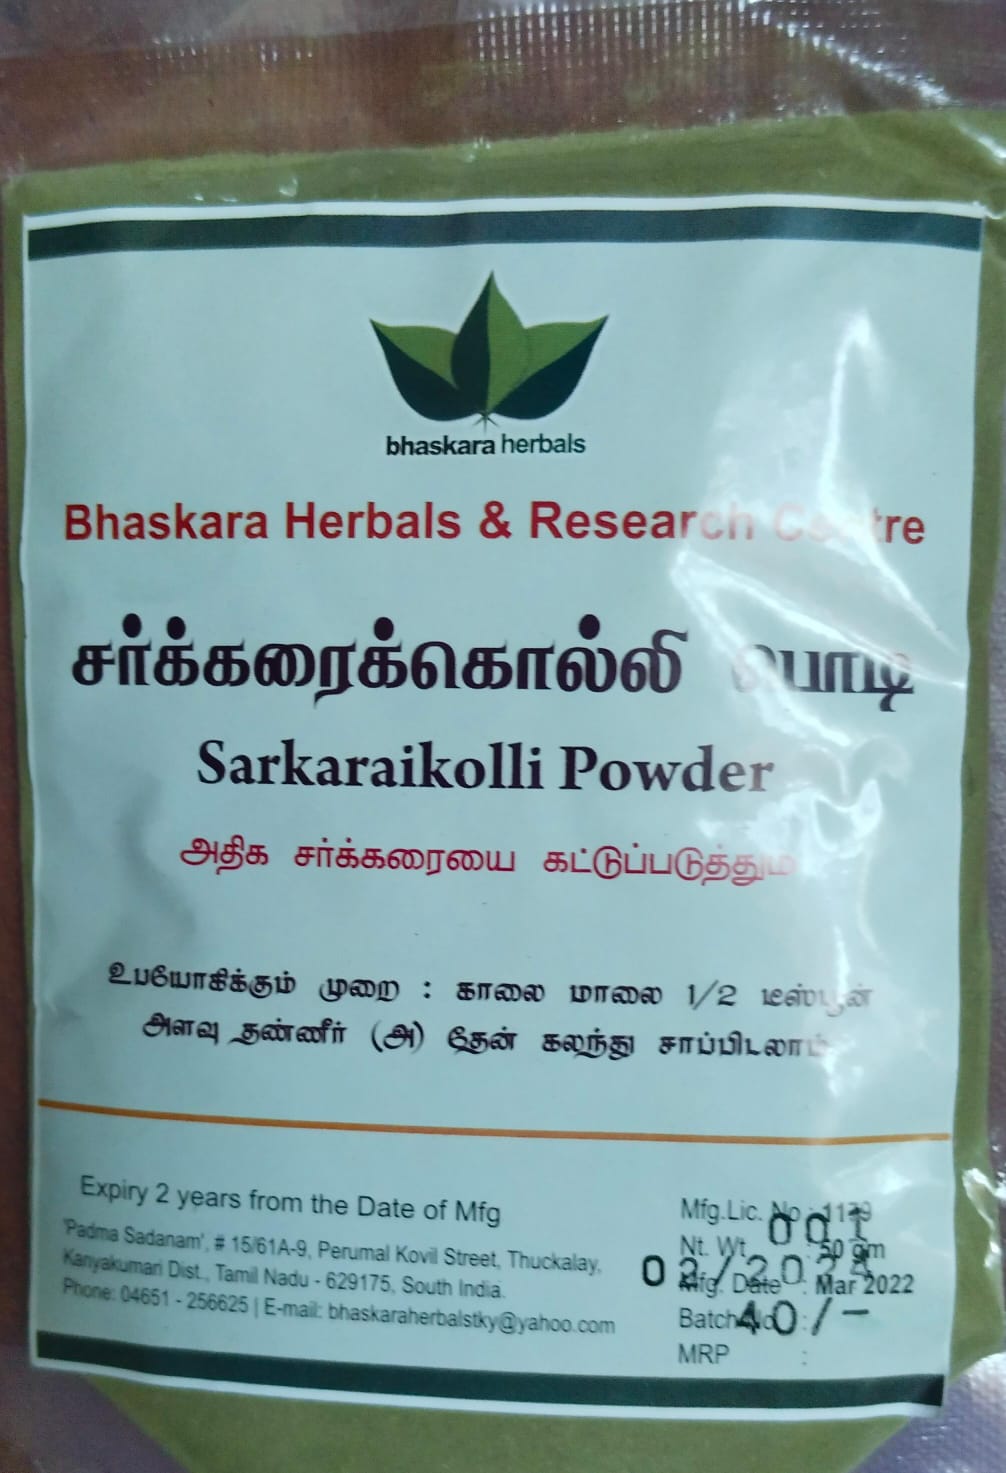 bhaskara herbals
Bhaskara Herbals & Research Centre
சர்க்கரைக்கொல்லி பொடி
Sarkaraikolli Powder
அதிக சர்க்கரையை கட்டுப்படுத்தும்
உபயோகிக்கும் முறை : காலை மாலை 1/2 டீஸ்பூன்
அளவு தண்ணீர் (அ) தேன் கலந்து சாப்பிடலாம்
Expiry 2 years from the Date of Mfg
'Padma Sadanam', # 15/61A-9, Perumal Kovil Street, Thuckalay,
Kanyakumari Dist., Tamil Nadu - 629175, South India.
Phone: 04651 - 256625 | E-mail: bhaskaraherbalstky@yahoo.com
Mfg.Lic. No : 1139
001
Nt. Wt. : 50 gm
Mfg. Date : Mar 2022
Batch No :
40/-
MRP :